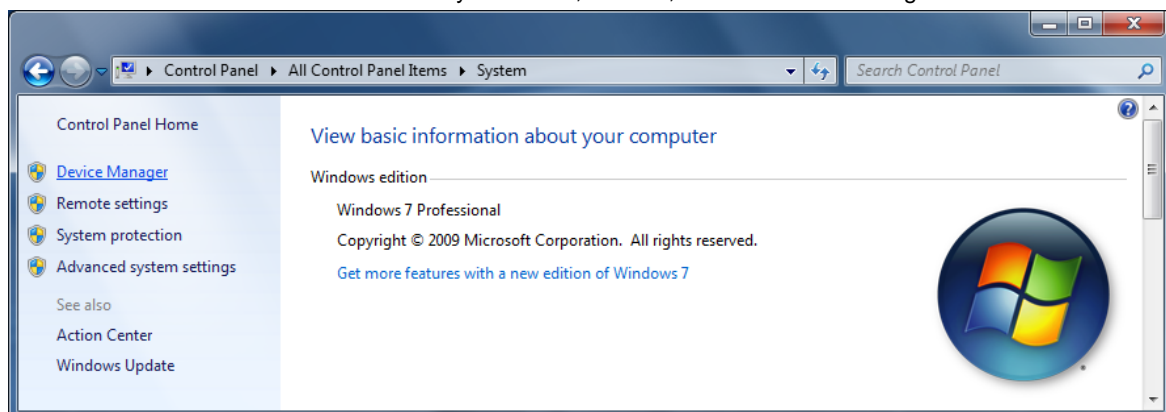 Control Panel ▸ All Control Panel Items ▸ System
Search Control Panel
Control Panel Home
Device Manager
Remote settings
System protection
Advanced system settings
See also
Action Center
Windows Update
View basic information about your computer
Windows edition
Windows 7 Professional
Copyright © 2009 Microsoft Corporation. All rights reserved.
Get more features with a new edition of Windows 7